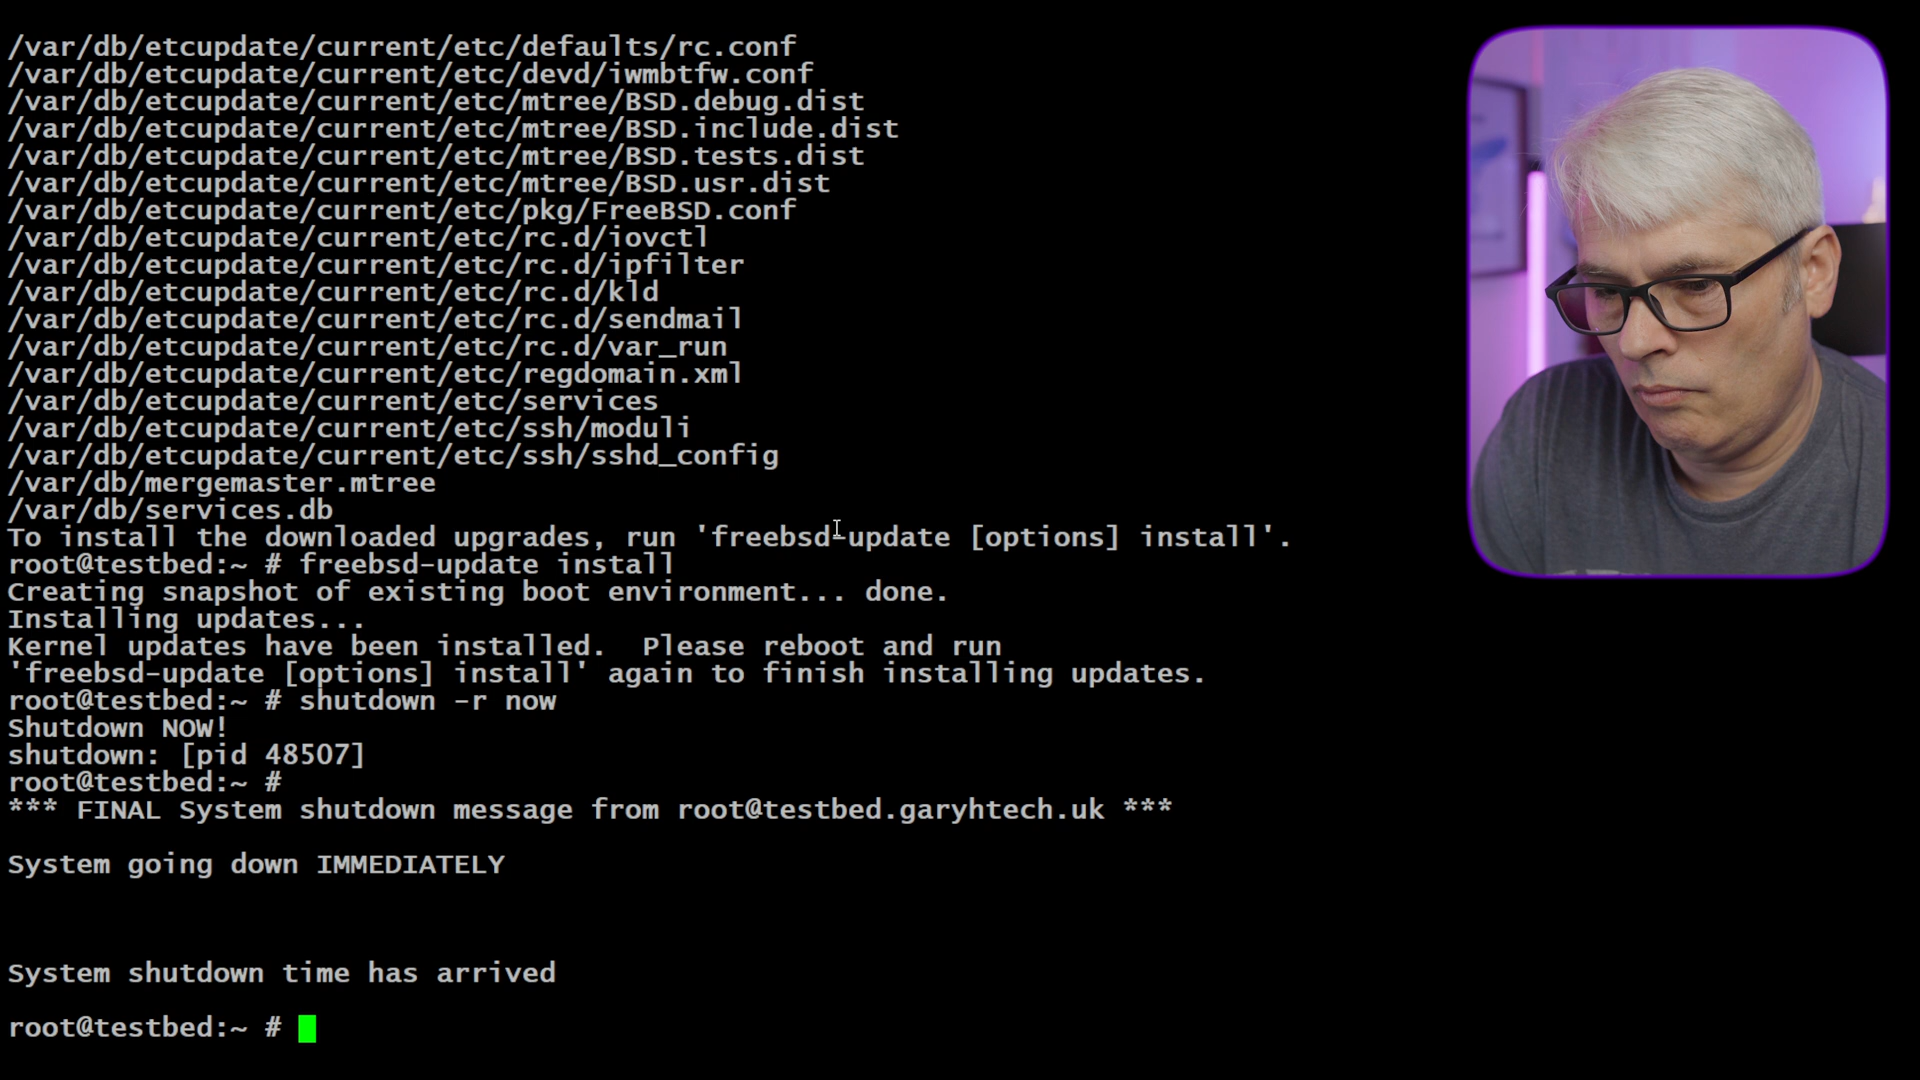 /var/db/etcupdate/current/etc/defaults/rc.conf
/var/db/etcupdate/current/etc/devd/iwmbtfw.conf
/var/db/etcupdate/current/etc/mtree/BSD.debug.dist
/var/db/etcupdate/current/etc/mtree/BSD.include.dist
/var/db/etcupdate/current/etc/mtree/BSD.tests.dist
/var/db/etcupdate/current/etc/mtree/BSD.usr.dist
/var/db/etcupdate/current/etc/pkg/FreeBSD.conf
/var/db/etcupdate/current/etc/rc.d/iovctl
/var/db/etcupdate/current/etc/rc.d/ipfilter
/var/db/etcupdate/current/etc/rc.d/kld
/var/db/etcupdate/current/etc/rc.d/sendmail
/var/db/etcupdate/current/etc/rc.d/var_run
/var/db/etcupdate/current/etc/regdomain.xml
/var/db/etcupdate/current/etc/services
/var/db/etcupdate/current/etc/ssh/moduli
/var/db/etcupdate/current/etc/ssh/sshd_config
/var/db/mergemaster.mtree
/var/db/services.db
To install the downloaded upgrades, run 'freebsd-update [options] install'.
root@testbed:~ # freebsd-update install
Creating snapshot of existing boot environment... done.
Installing updates...
Kernel updates have been installed.  Please reboot and run
'freebsd-update [options] install' again to finish installing updates.
root@testbed:~ # shutdown -r now
Shutdown NOW!
shutdown: [pid 48507]
root@testbed:~ #
*** FINAL System shutdown message from root@testbed.garyhtech.uk ***
System going down IMMEDIATELY
System shutdown time has arrived
root@testbed:~ #